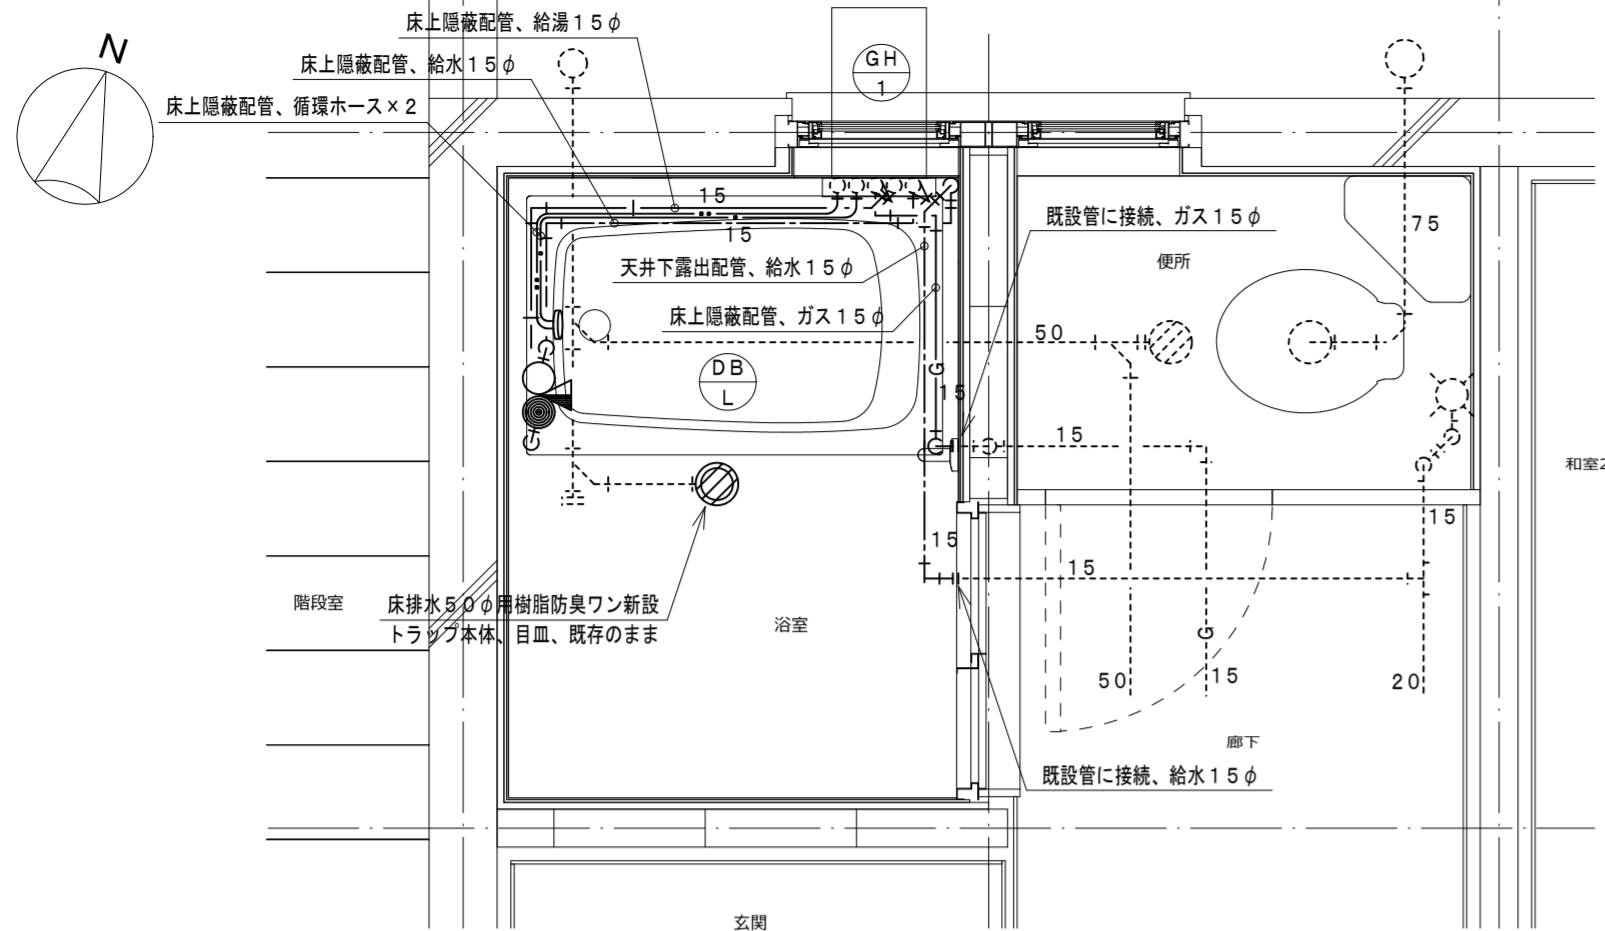 床上隠蔽配管、給湯15φ
N
床上隠蔽配管、給水15φ
GH
1
床上隠蔽配管、循環ホース×2
15
既設管に接続、ガス15φ
75
15
便所
天井下露出配管、給水15φ
床上隠蔽配管、ガス15φ
50
DB
L
G
15
15
和室2
15
15
15
階段室
床排水50φ用樹脂防臭ワン新設
トラップ本体、目皿、既存のまま
浴室
G
50
15
20
廊下
既設管に接続、給水15φ
玄関